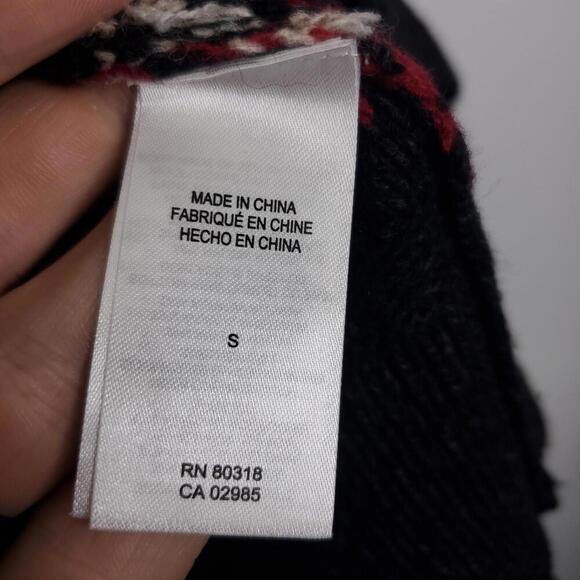 MADE IN CHINA
FABRIQUÉ EN CHINE
HECHO EN CHINA
S
RN 80318
CA 02985